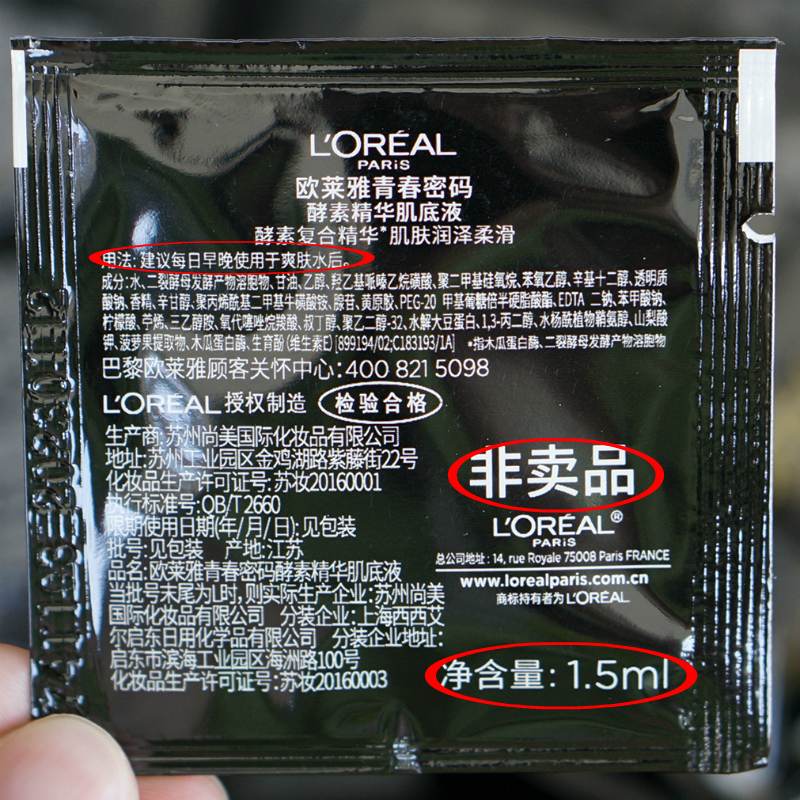 L'ORÉAL
PARIS
欧莱雅青春密码
酵素精华肌底液
酵素复合精华*肌肤润泽柔滑
用法: 建议每日早晚使用于爽肤水后。
成分:水、二裂酵母发酵产物溶胞物、甘油、乙醇、羟乙基哌嗪乙烷磺酸、聚二甲基硅氧烷、苯氧乙醇、辛基十二醇、透明质
酸钠、香精、辛甘醇、聚丙烯酰基二甲基牛磺酸铵、腺苷、黄原胶、PEG-20 甲基葡糖倍半硬脂酸酯、EDTA 二钠、苯甲酸钠、
柠檬酸、苧烯、三乙醇胺、氧代噻唑烷羧酸、叔丁醇、聚乙二醇-32、水解大豆蛋白、1,3-丙二醇、水杨酰植物鞘氨醇、山梨酸
钾、菠萝果提取物、木瓜蛋白酶、生育酚 (维生素E) [899194/02;C183193/1A] *指木瓜蛋白酶、二裂酵母发酵产物溶胞物
巴黎欧莱雅顾客关怀中心:400 821 5098
L'ORÉAL 授权制造 检验合格
生产商:苏州尚美国际化妆品有限公司
地址:苏州工业园区金鸡湖路紫藤街22号
化妆品生产许可证号:苏妆20160001
执行标准号:QB/T 2660
限期使用日期(年/月/日):见包装
批号:见包装 产地:江苏
品名:欧莱雅青春密码酵素精华肌底液
当批号末尾为L时,则实际生产企业:苏州尚美
国际化妆品有限公司 分装企业:上海西西艾
尔启东日用化学品有限公司 分装企业地址:
启东市滨海工业园区海洲路100号
化妆品生产许可证号:苏妆20160003
非卖品
L'ORÉAL®
PARIS
总公司地址: 14, rue Royale 75008 Paris FRANCE
www.lorealparis.com.cn
商标持有者为 L'ORÉAL
净含量: 1.5ml